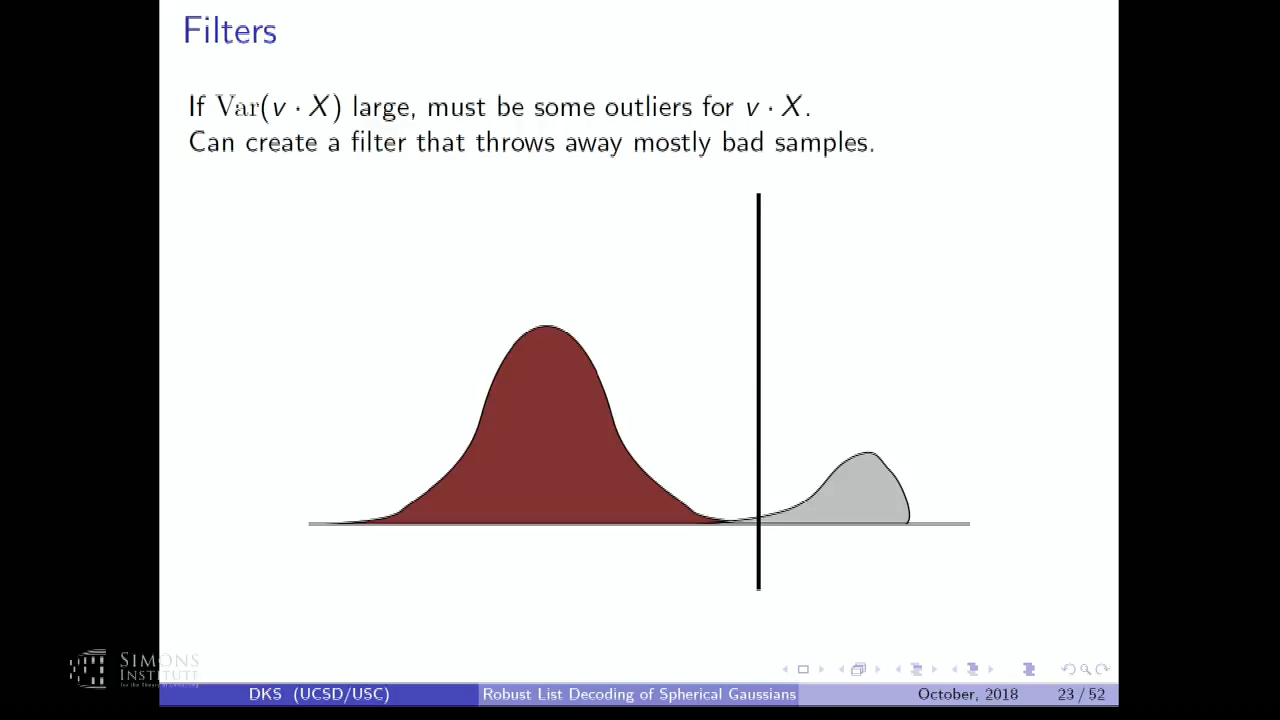 Filters
If Var(v · X) large, must be some outliers for v · X.
Can create a filter that throws away mostly bad samples.
SIMONS
INSTITUTE
DKS (UCSD/USC)
Robust List Decoding of Spherical Gaussians
October, 2018
23 / 52